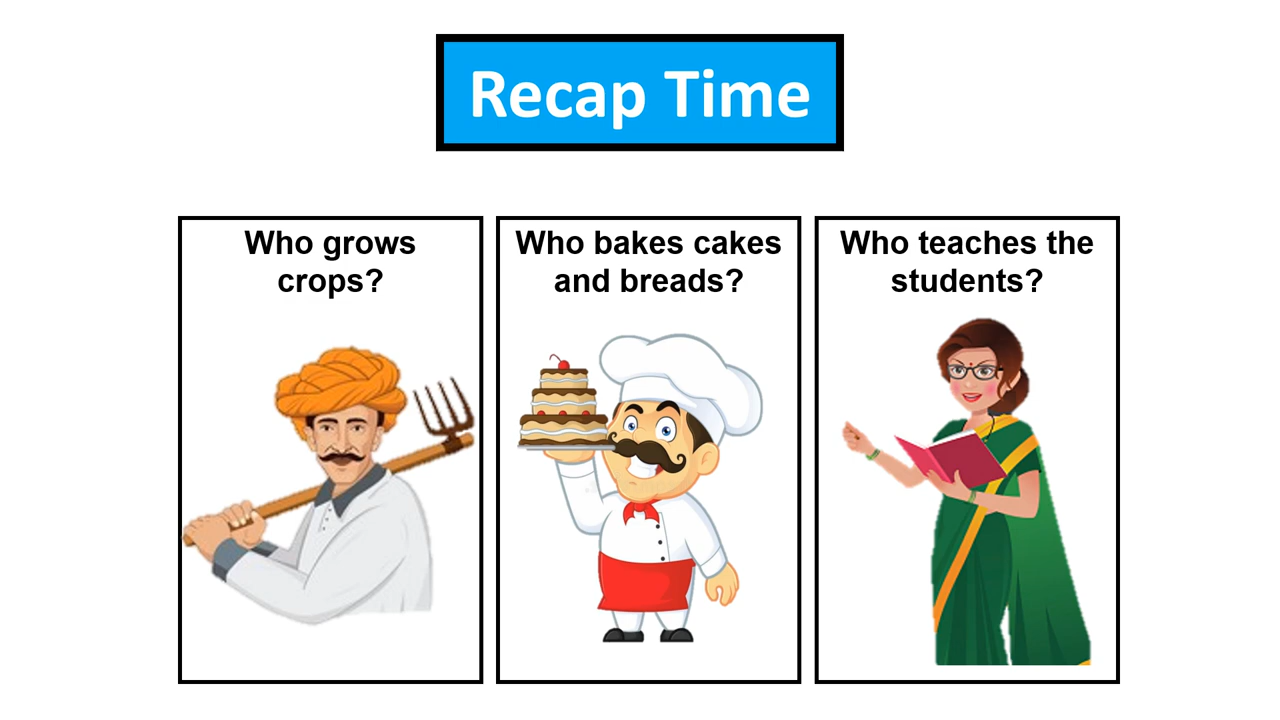 Recap Time
Who grows
crops?
Who bakes cakes
and breads?
Who teaches the
students?